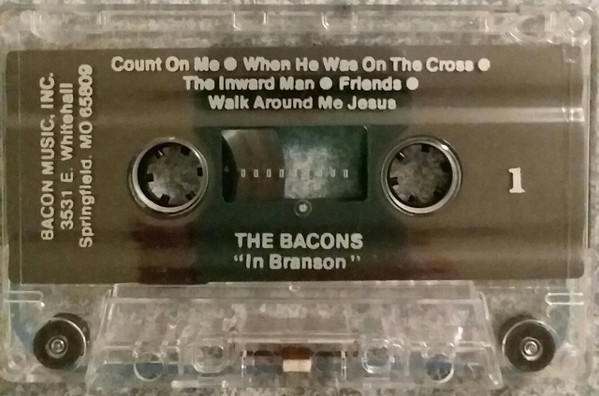 Count On Me ● When He Was On The Cross ●
The Inward Man ● Friends ●
Walk Around Me Jesus
BACON MUSIC, INC.
3531 E. Whitehall
Springfield, MO 65809
1
THE BACONS
"In Branson"